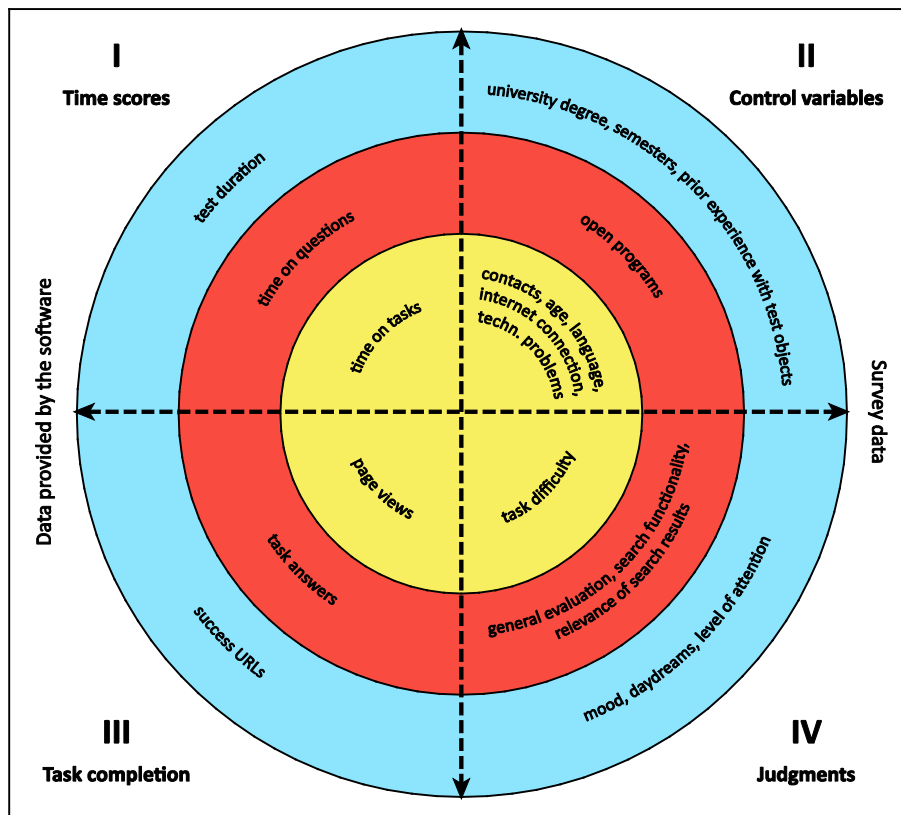 I
Time scores
II
Control variables
test duration
time on questions
time on tasks
university degree, semesters, prior experience with test objects
open programs
contacts, age, language,
internet connection,
techn. problems
Data provided by the software
Survey data
page views
task answers
success URLs
task difficulty
general evaluation, search functionality,
relevance of search results
mood, daydreams, level of attention
III
Task completion
IV
Judgments